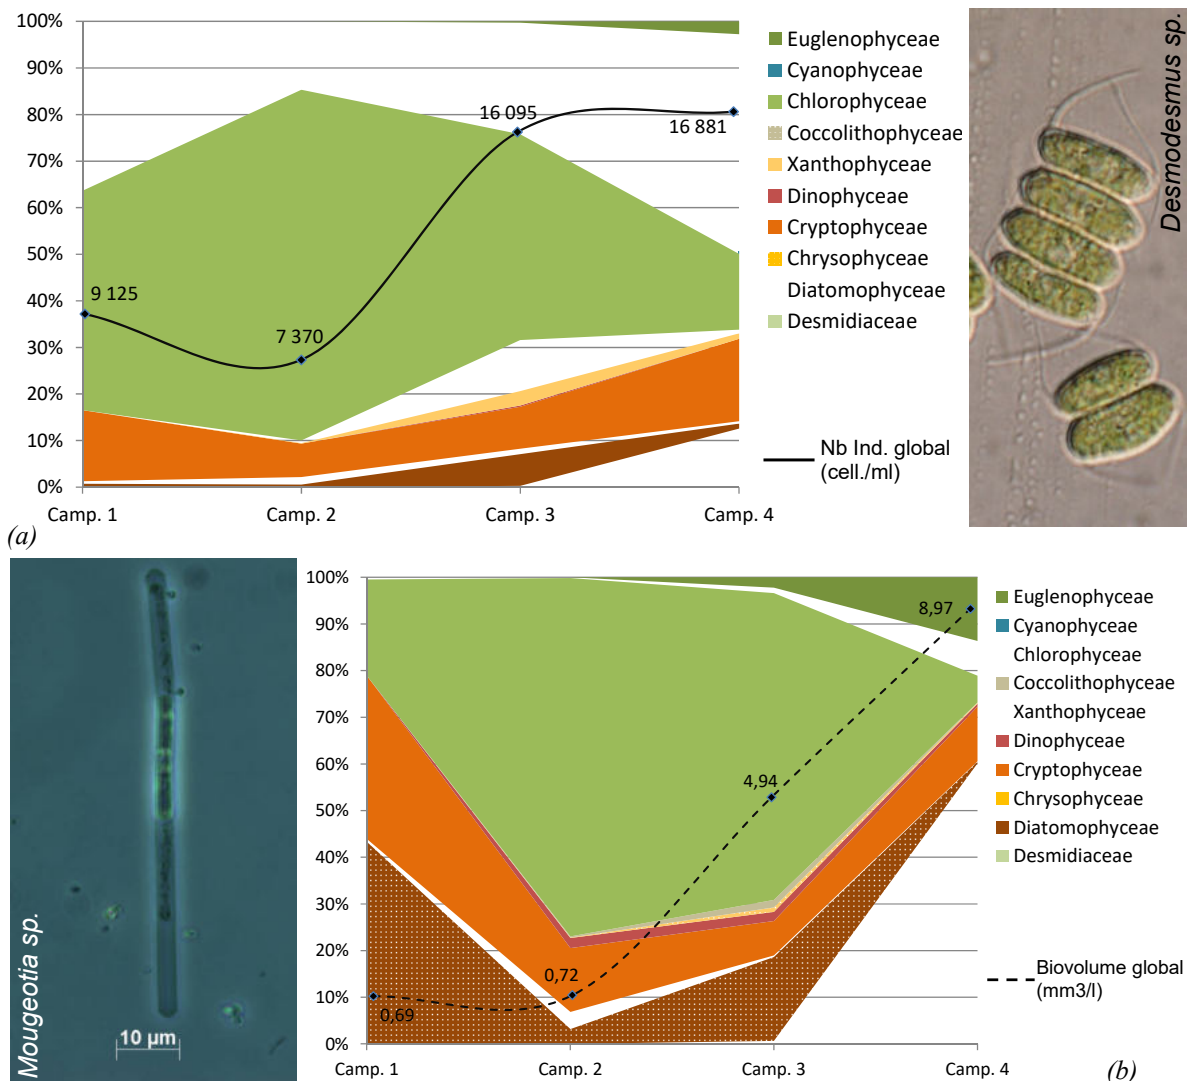 100%
90%
80%
70%
60%
50%
40%
30%
20%
10%
0%
Camp. 1
Camp. 2
Camp. 3
Camp. 4
9 125
7 370
16 095
16 881
Euglenophyceae
Cyanophyceae
Chlorophyceae
Coccolithophyceae
Xanthophyceae
Dinophyceae
Cryptophyceae
Chrysophyceae
Diatomophyceae
Desmidiaceae
Nb Ind. global
(cell./ml)
Desmodesmus sp.
(a)
Mougeotia sp.
10 µm
100%
90%
80%
70%
60%
50%
40%
30%
20%
10%
0%
Camp. 1
Camp. 2
Camp. 3
Camp. 4
0,69
0,72
4,94
8,97
Euglenophyceae
Cyanophyceae
Chlorophyceae
Coccolithophyceae
Xanthophyceae
Dinophyceae
Cryptophyceae
Chrysophyceae
Diatomophyceae
Desmidiaceae
Biovolume global
(mm3/l)
(b)